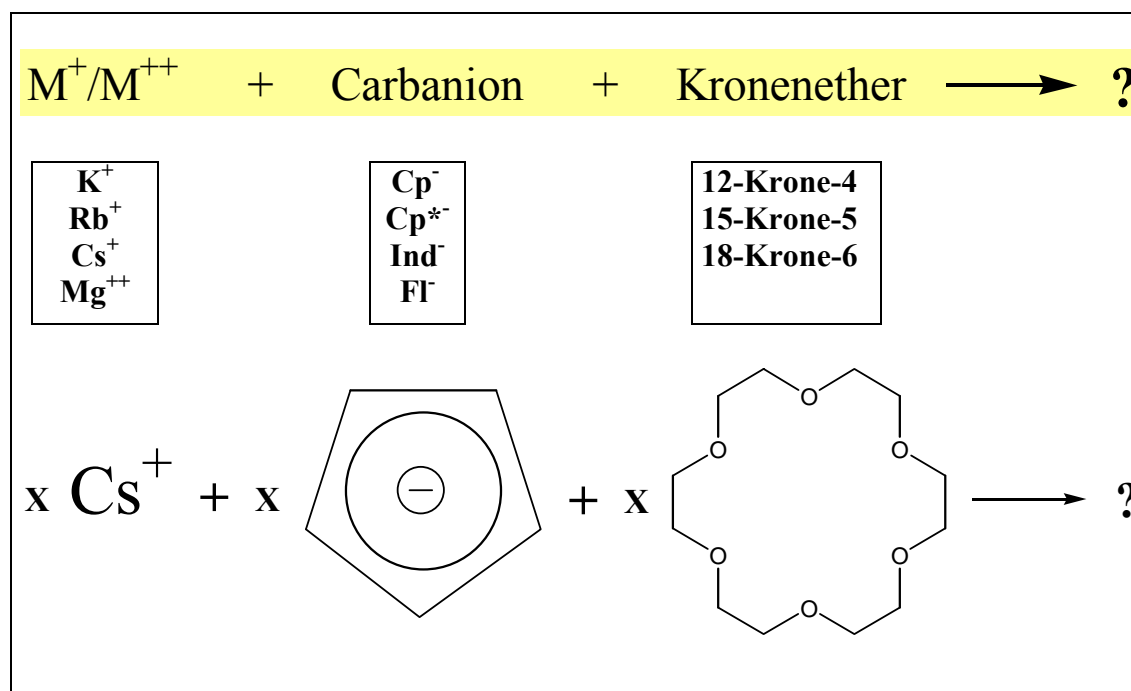 M⁺/M⁺⁺ + Carbanion + Kronenether ⟶ ?
K⁺
Rb⁺
Cs⁺
Mg⁺⁺
Cp⁻
Cp*⁻
Ind⁻
Fl⁻
12-Krone-4
15-Krone-5
18-Krone-6
x Cs⁺ + x − + x O O O O O O ⟶ ?